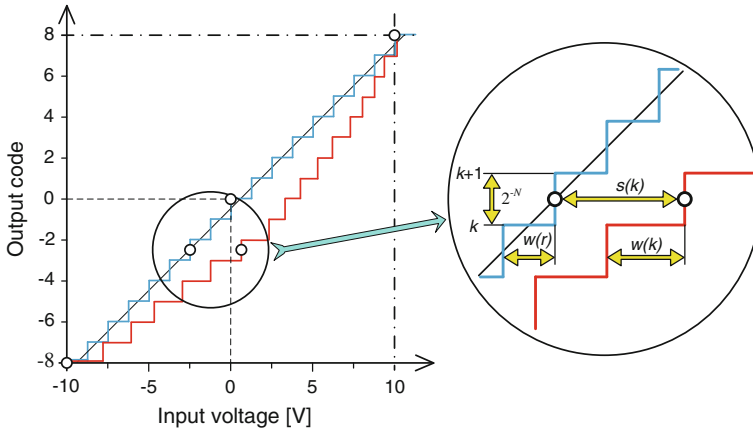 Output code
8
6
4
2
0
-2
-4
-6
-8
-10
-5
0
5
10
Input voltage [V]
k+1
k
2^-N
s(k)
w(r)
w(k)